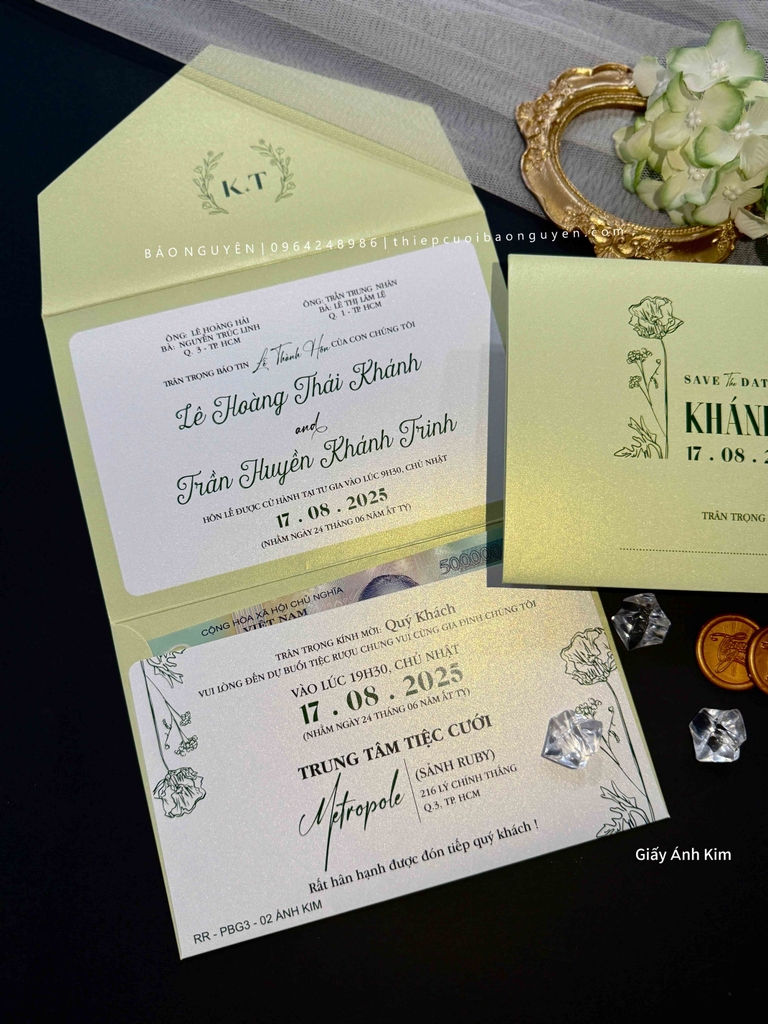 K.T
BẢO NGUYÊN | 0964248986 | thiepcuoibaonguyen.com
ÔNG: LÊ HOÀNG HẢI
BÀ: NGUYỄN TRÚC LINH
Q. 3 - TP. HCM
ÔNG: TRẦN TRUNG NHÂN
BÀ: LÊ THỊ LÂM LỆ
Q. 1 - TP. HCM
TRÂN TRỌNG BÁO TIN Lễ Thành Hôn CỦA CON CHÚNG TÔI
Lê Hoàng Thái Khánh
and
Trần Huyền Khánh Trinh
HÔN LỄ ĐƯỢC CỬ HÀNH TẠI TƯ GIA VÀO LÚC 9H30, CHỦ NHẬT
17 . 08 . 2025
(NHẰM NGÀY 24 THÁNG 06 NĂM ẤT TỴ)
SAVE The DAT
KHÁN
17 . 08 . 2
TRÂN TRỌNG
500000
CỘNG HÒA XÃ HỘI CHỦ NGHĨA
VIỆT NAM
TRÂN TRỌNG KÍNH MỜI: Quý Khách
VUI LÒNG ĐẾN DỰ BUỔI TIỆC RƯỢU CHUNG VUI CÙNG GIA ĐÌNH CHÚNG TÔI
VÀO LÚC 19H30, CHỦ NHẬT
17 . 08 . 2025
(NHẰM NGÀY 24 THÁNG 06 NĂM ẤT TỴ)
TRUNG TÂM TIỆC CƯỚI
Metropole
(SẢNH RUBY)
216 LÝ CHÍNH THẮNG
Q.3, TP. HCM
Rất hân hạnh được đón tiếp quý khách !
RR - PBG3 - 02 ÁNH KIM
Giấy Ánh Kim